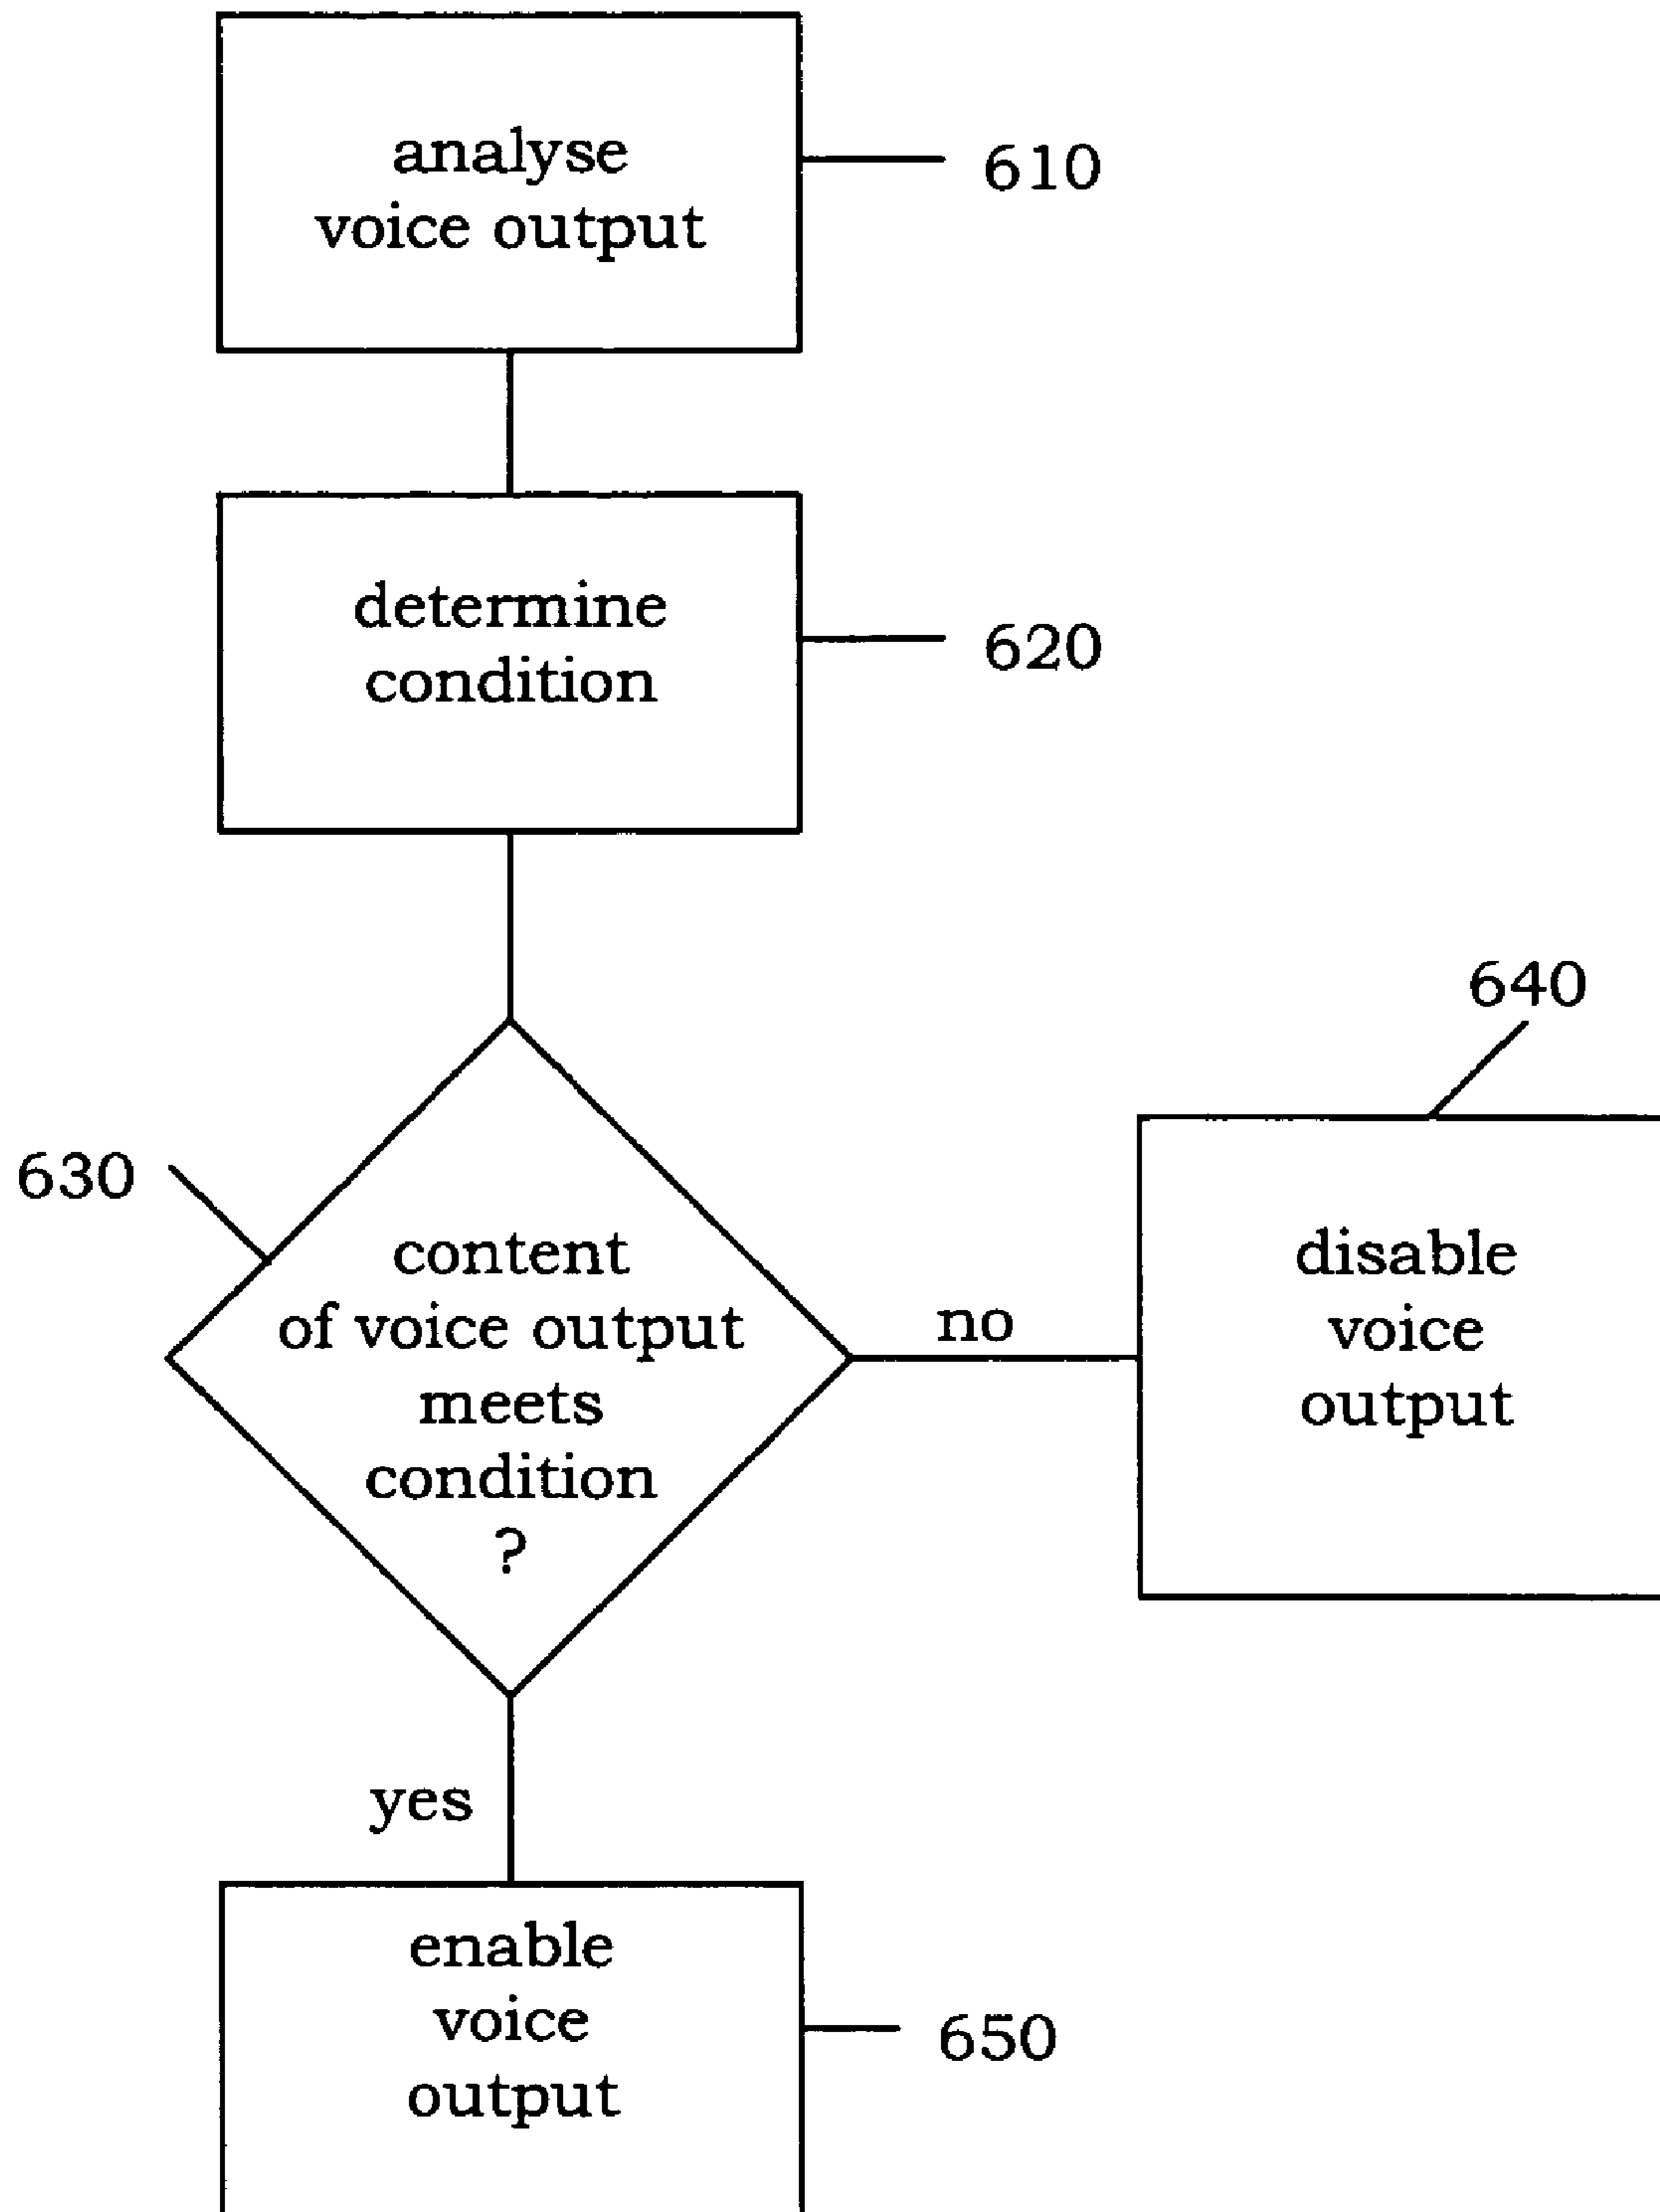 analyse
voice output
610
determine
condition
620
640
630
content
of voice output
meets
condition
?
no
disable
voice
output
yes
enable
voice
output
650